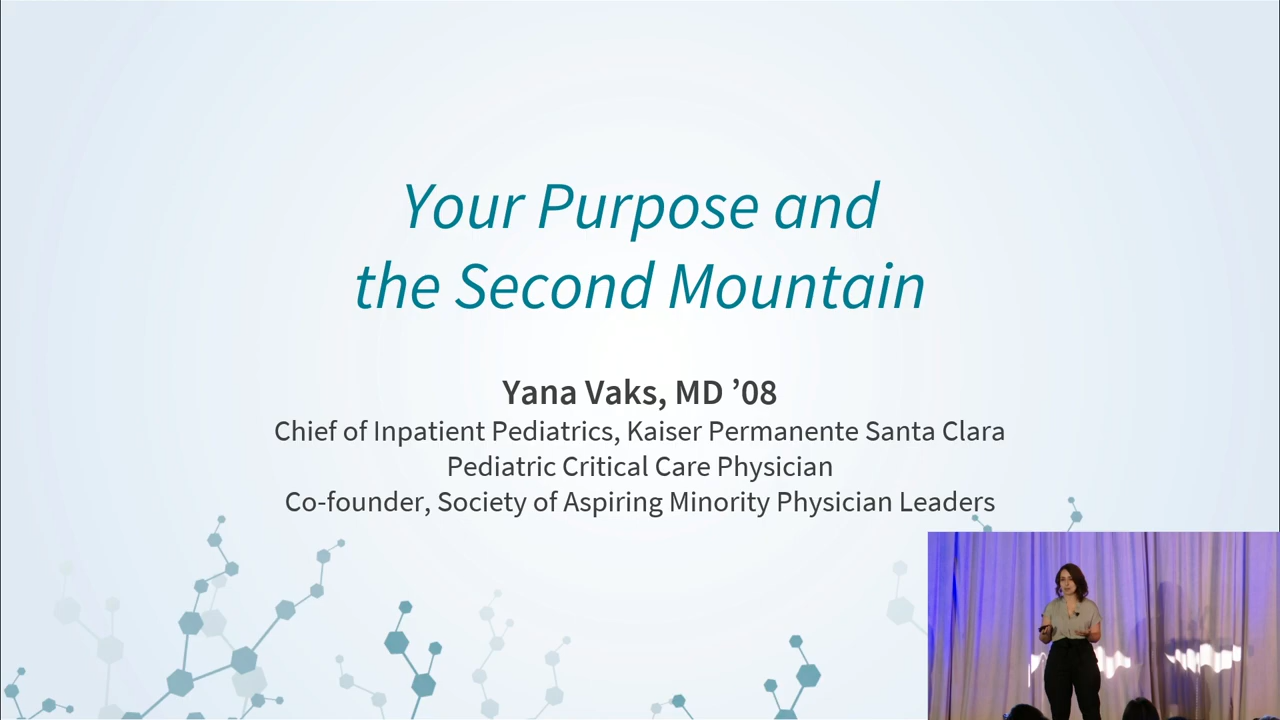 Your Purpose and
the Second Mountain
Yana Vaks, MD ’08
Chief of Inpatient Pediatrics, Kaiser Permanente Santa Clara
Pediatric Critical Care Physician
Co-founder, Society of Aspiring Minority Physician Leaders